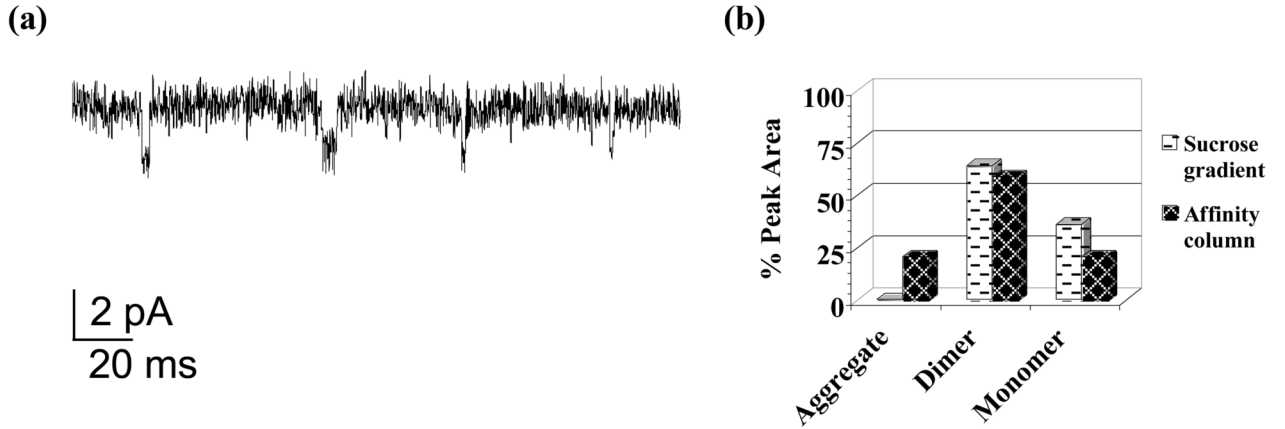 (a)
2 pA
20 ms
(b)
% Peak Area
100
75
50
25
0
Aggregate
Dimer
Monomer
Sucrose
gradient
Affinity
column